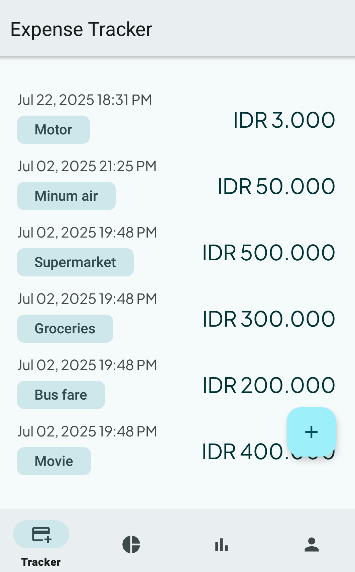 Expense Tracker
Jul 22, 2025 18:31 PM
Motor
IDR 3.000
Jul 02, 2025 21:25 PM
Minum air
IDR 50.000
Jul 02, 2025 19:48 PM
Supermarket
IDR 500.000
Jul 02, 2025 19:48 PM
Groceries
IDR 300.000
Jul 02, 2025 19:48 PM
Bus fare
IDR 200.000
Jul 02, 2025 19:48 PM
Movie
IDR 400.
Tracker